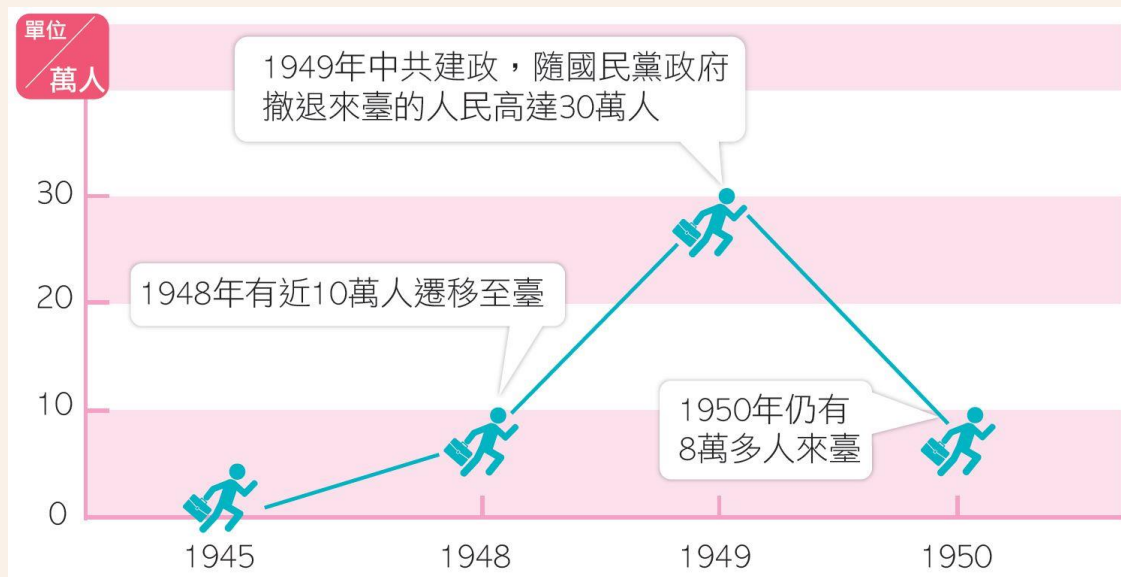 單位
萬人
1949年中共建政，隨國民黨政府
撤退來臺的人民高達30萬人
30
1948年有近10萬人遷移至臺
20
10
1950年仍有
8萬多人來臺
0
1945
1948
1949
1950